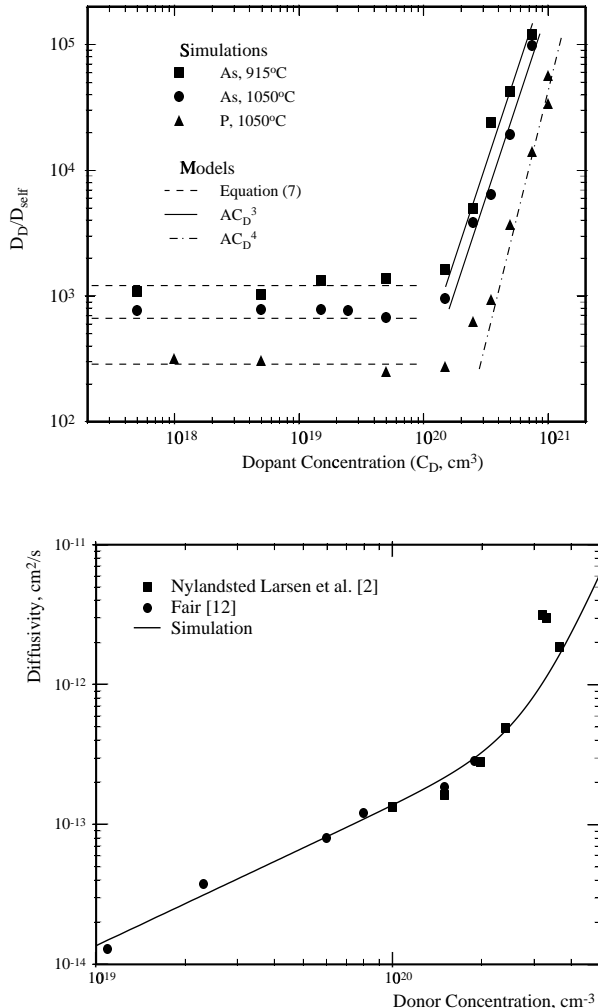 10⁵
10⁴
10³
10²
D_D/D_self
Simulations
As, 915°C
As, 1050°C
P, 1050°C
Models
Equation (7)
AC_D³
AC_D⁴
10¹⁸ 10¹⁹ 10²⁰ 10²¹
Dopant Concentration (C_D, cm³)
10⁻¹¹
10⁻¹²
10⁻¹³
10⁻¹⁴
Diffusivity, cm²/s
Nylandsted Larsen et al. [2]
Fair [12]
Simulation
10¹⁹ 10²⁰
Donor Concentration, cm⁻³